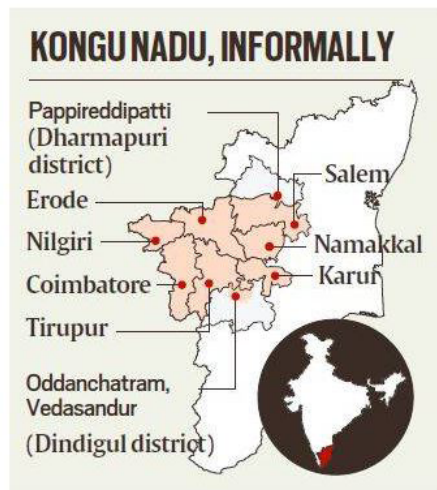 KONGU NADU, INFORMALLY
Pappireddipatti
(Dharmapuri
district)
Salem
Erode
Nilgiri
Namakkal
Coimbatore
Karur
Tirupur
Oddanchatram,
Vedasandur
(Dindigul district)